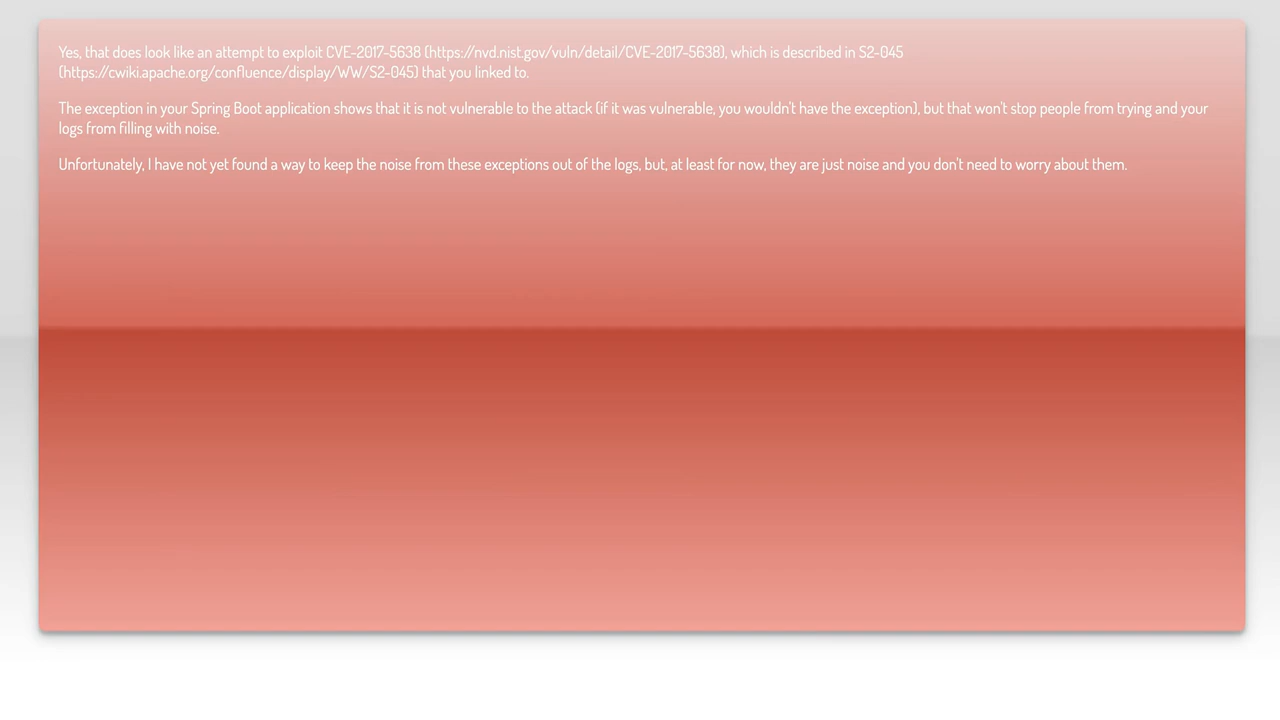 Yes, that does look like an attempt to exploit CVE-2017-5638 (https://nvd.nist.gov/vuln/detail/CVE-2017-5638), which is described in S2-045
(https://cwiki.apache.org/confluence/display/WW/S2-045) that you linked to.
The exception in your Spring Boot application shows that it is not vulnerable to the attack (if it was vulnerable, you wouldn't have the exception), but that won't stop people from trying and your
logs from filling with noise.
Unfortunately, I have not yet found a way to keep the noise from these exceptions out of the logs, but, at least for now, they are just noise and you don't need to worry about them.